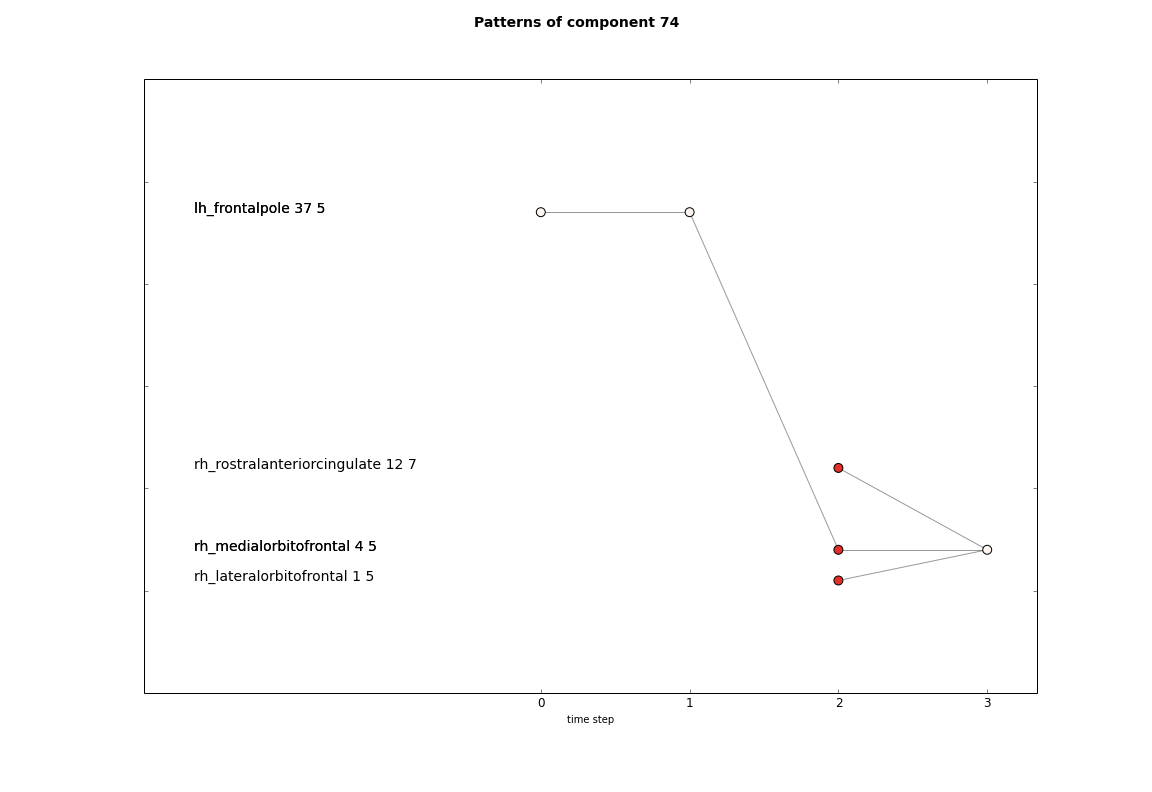 Patterns of component 74
lh_frontalpole 37 5
rh_rostralanteriorcingulate 12 7
rh_medialorbitofrontal 4 5
rh_lateralorbitofrontal 1 5
0 1 2 3
time step